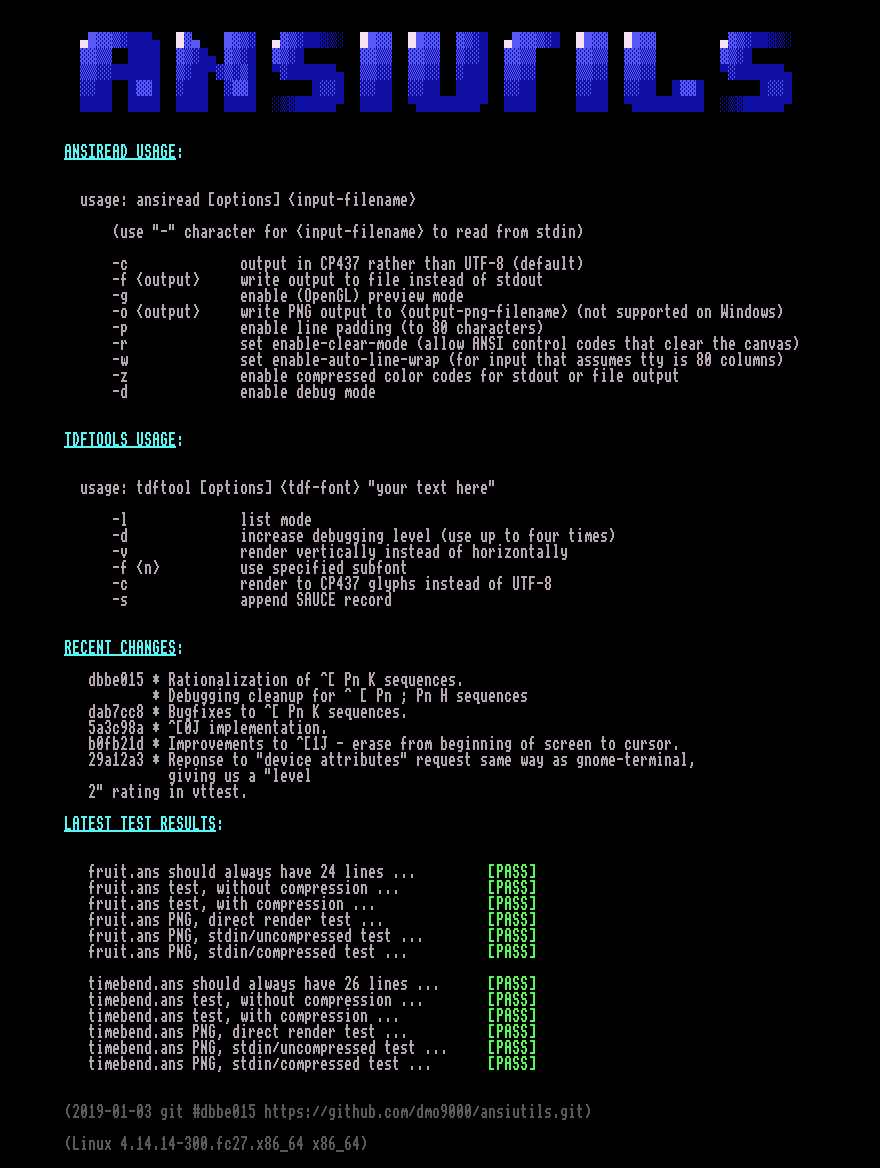 ANSIUTILS
ANSIREAD USAGE:
usage: ansiread [options] <input-filename>
(use "-" character for <input-filename> to read from stdin)
-c output in CP437 rather than UTF-8 (default)
-f <output> write output to file instead of stdout
-g enable (OpenGL) preview mode
-o <output> write PNG output to <output-png-filename> (not supported on Windows)
-p enable line padding (to 80 characters)
-r set enable-clear-mode (allow ANSI control codes that clear the canvas)
-w set enable-auto-line-wrap (for input that assumes tty is 80 columns)
-z enable compressed color codes for stdout or file output
-d enable debug mode
TDFTOOLS USAGE:
usage: tdftool [options] <tdf-font> "your text here"
-l list mode
-d increase debugging level (use up to four times)
-v render vertically instead of horizontally
-f <n> use specified subfont
-c render to CP437 glyphs instead of UTF-8
-s append SAUCE record
RECENT CHANGES:
dbbe015 * Rationalization of ^[ Pn K sequences.
* Debugging cleanup for ^ [ Pn ; Pn H sequences
dab7cc8 * Bugfixes to ^[ Pn K sequences.
5a3c98a * ^[0J implementation.
b0fb21d * Improvements to ^[1J - erase from beginning of screen to cursor.
29a12a3 * Reponse to "device attributes" request same way as gnome-terminal,
giving us a "level
2" rating in vttest.
LATEST TEST RESULTS:
fruit.ans should always have 24 lines ... [PASS]
fruit.ans test, without compression ... [PASS]
fruit.ans test, with compression ... [PASS]
fruit.ans PNG, direct render test ... [PASS]
fruit.ans PNG, stdin/uncompressed test ... [PASS]
fruit.ans PNG, stdin/compressed test ... [PASS]
timebend.ans should always have 26 lines ... [PASS]
timebend.ans test, without compression ... [PASS]
timebend.ans test, with compression ... [PASS]
timebend.ans PNG, direct render test ... [PASS]
timebend.ans PNG, stdin/uncompressed test ... [PASS]
timebend.ans PNG, stdin/compressed test ... [PASS]
(2019-01-03 git #dbbe015 https://github.com/dmo9000/ansiutils.git)
(Linux 4.14.14-300.fc27.x86_64 x86_64)